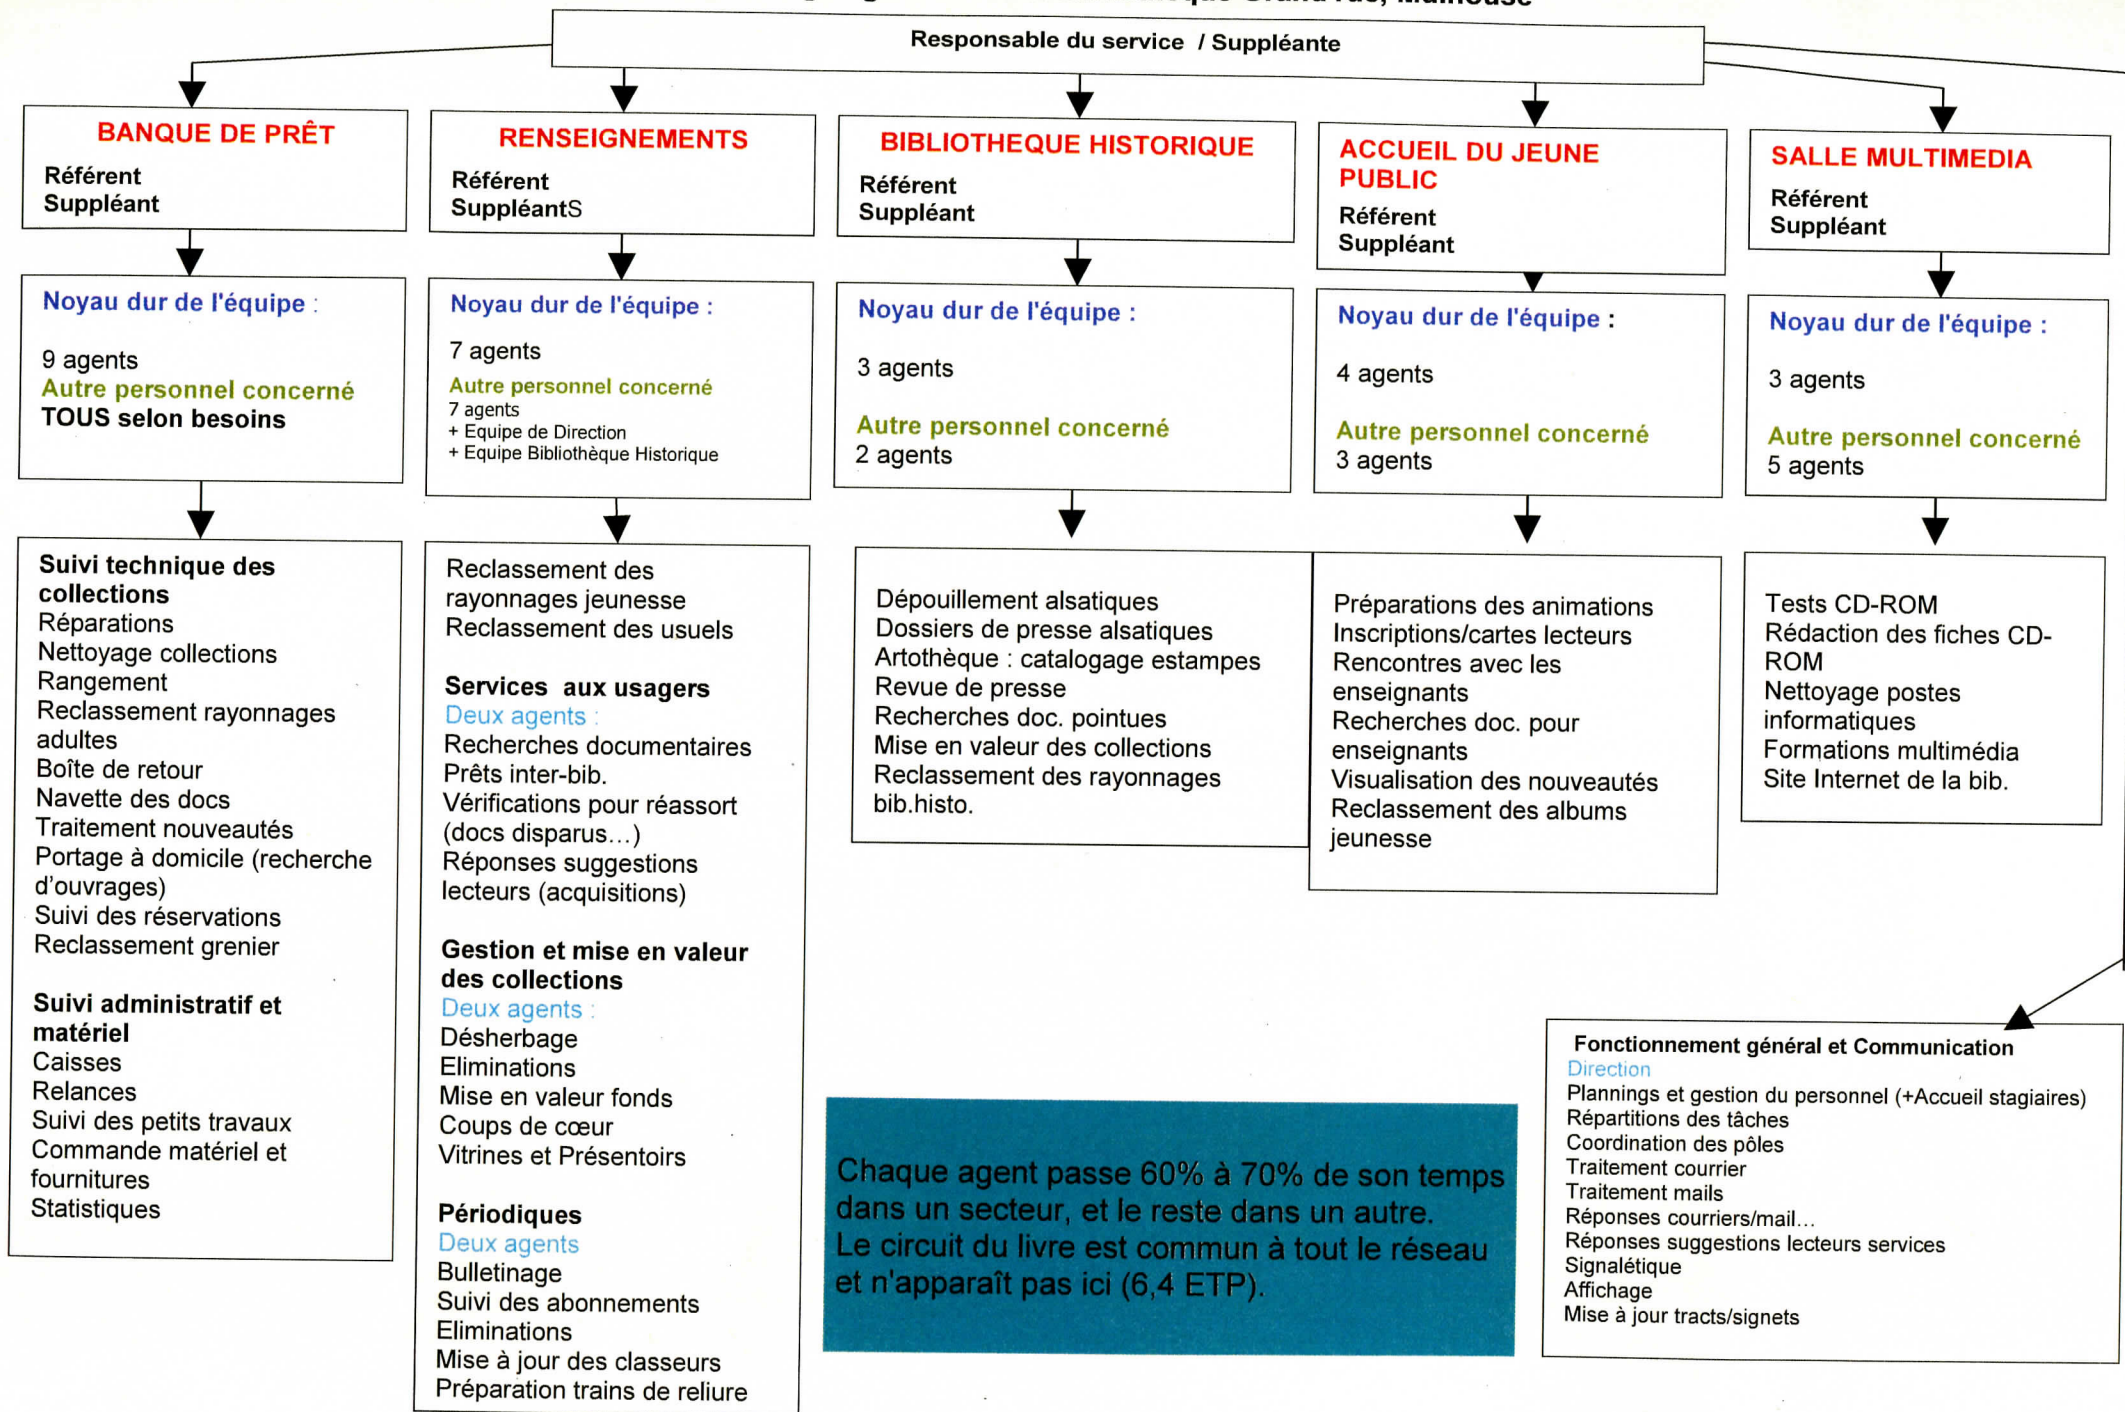 Grand rue, Mulhouse
Responsable du service / Suppléante
BANQUE DE PRÊT
Référent
Suppléant
Noyau dur de l'équipe :
9 agents
Autre personnel concerné
TOUS selon besoins
Suivi technique des
collections
Réparations
Nettoyage collections
Rangement
Reclassement rayonnages
adultes
Boîte de retour
Navette des docs
Traitement nouveautés
Portage à domicile (recherche
d'ouvrages)
Suivi des réservations
Reclassement grenier
Suivi administratif et
matériel
Caisses
Relances
Suivi des petits travaux
Commande matériel et
fournitures
Statistiques
RENSEIGNEMENTS
Référent
SuppléantS
Noyau dur de l'équipe :
7 agents
Autre personnel concerné
7 agents
+ Equipe de Direction
+ Equipe Bibliothèque Historique
Reclassement des
rayonnages jeunesse
Reclassement des usuels
Services aux usagers
Deux agents :
Recherches documentaires
Prêts inter-bib.
Vérifications pour réassort
(docs disparus...)
Réponses suggestions
lecteurs (acquisitions)
Gestion et mise en valeur
des collections
Deux agents :
Désherbage
Eliminations
Mise en valeur fonds
Coups de cœur
Vitrines et Présentoirs
Périodiques
Deux agents
Bulletinage
Suivi des abonnements
Eliminations
Mise à jour des classeurs
Préparation trains de reliure
BIBLIOTHEQUE HISTORIQUE
Référent
Suppléant
Noyau dur de l'équipe :
3 agents
Autre personnel concerné
2 agents
Dépouillement alsatiques
Dossiers de presse alsatiques
Artothèque : catalogage estampes
Revue de presse
Recherches doc. pointues
Mise en valeur des collections
Reclassement des rayonnages
bib.histo.
ACCUEIL DU JEUNE
PUBLIC
Référent
Suppléant
Noyau dur de l'équipe :
4 agents
Autre personnel concerné
3 agents
Préparations des animations
Inscriptions/cartes lecteurs
Rencontres avec les
enseignants
Recherches doc. pour
enseignants
Visualisation des nouveautés
Reclassement des albums
jeunesse
SALLE MULTIMEDIA
Référent
Suppléant
Noyau dur de l'équipe :
3 agents
Autre personnel concerné
5 agents
Tests CD-ROM
Rédaction des fiches CD-
ROM
Nettoyage postes
informatiques
Formations multimédia
Site Internet de la bib.
Chaque agent passe 60% à 70% de son temps
dans un secteur, et le reste dans un autre.
Le circuit du livre est commun à tout le réseau
et n'apparaît pas ici (6,4 ETP).
Fonctionnement général et Communication
Direction
Plannings et gestion du personnel (+Accueil stagiaires)
Répartitions des tâches
Coordination des pôles
Traitement courrier
Traitement mails
Réponses courriers/mail...
Réponses suggestions lecteurs services
Signalétique
Affichage
Mise à jour tracts/signets